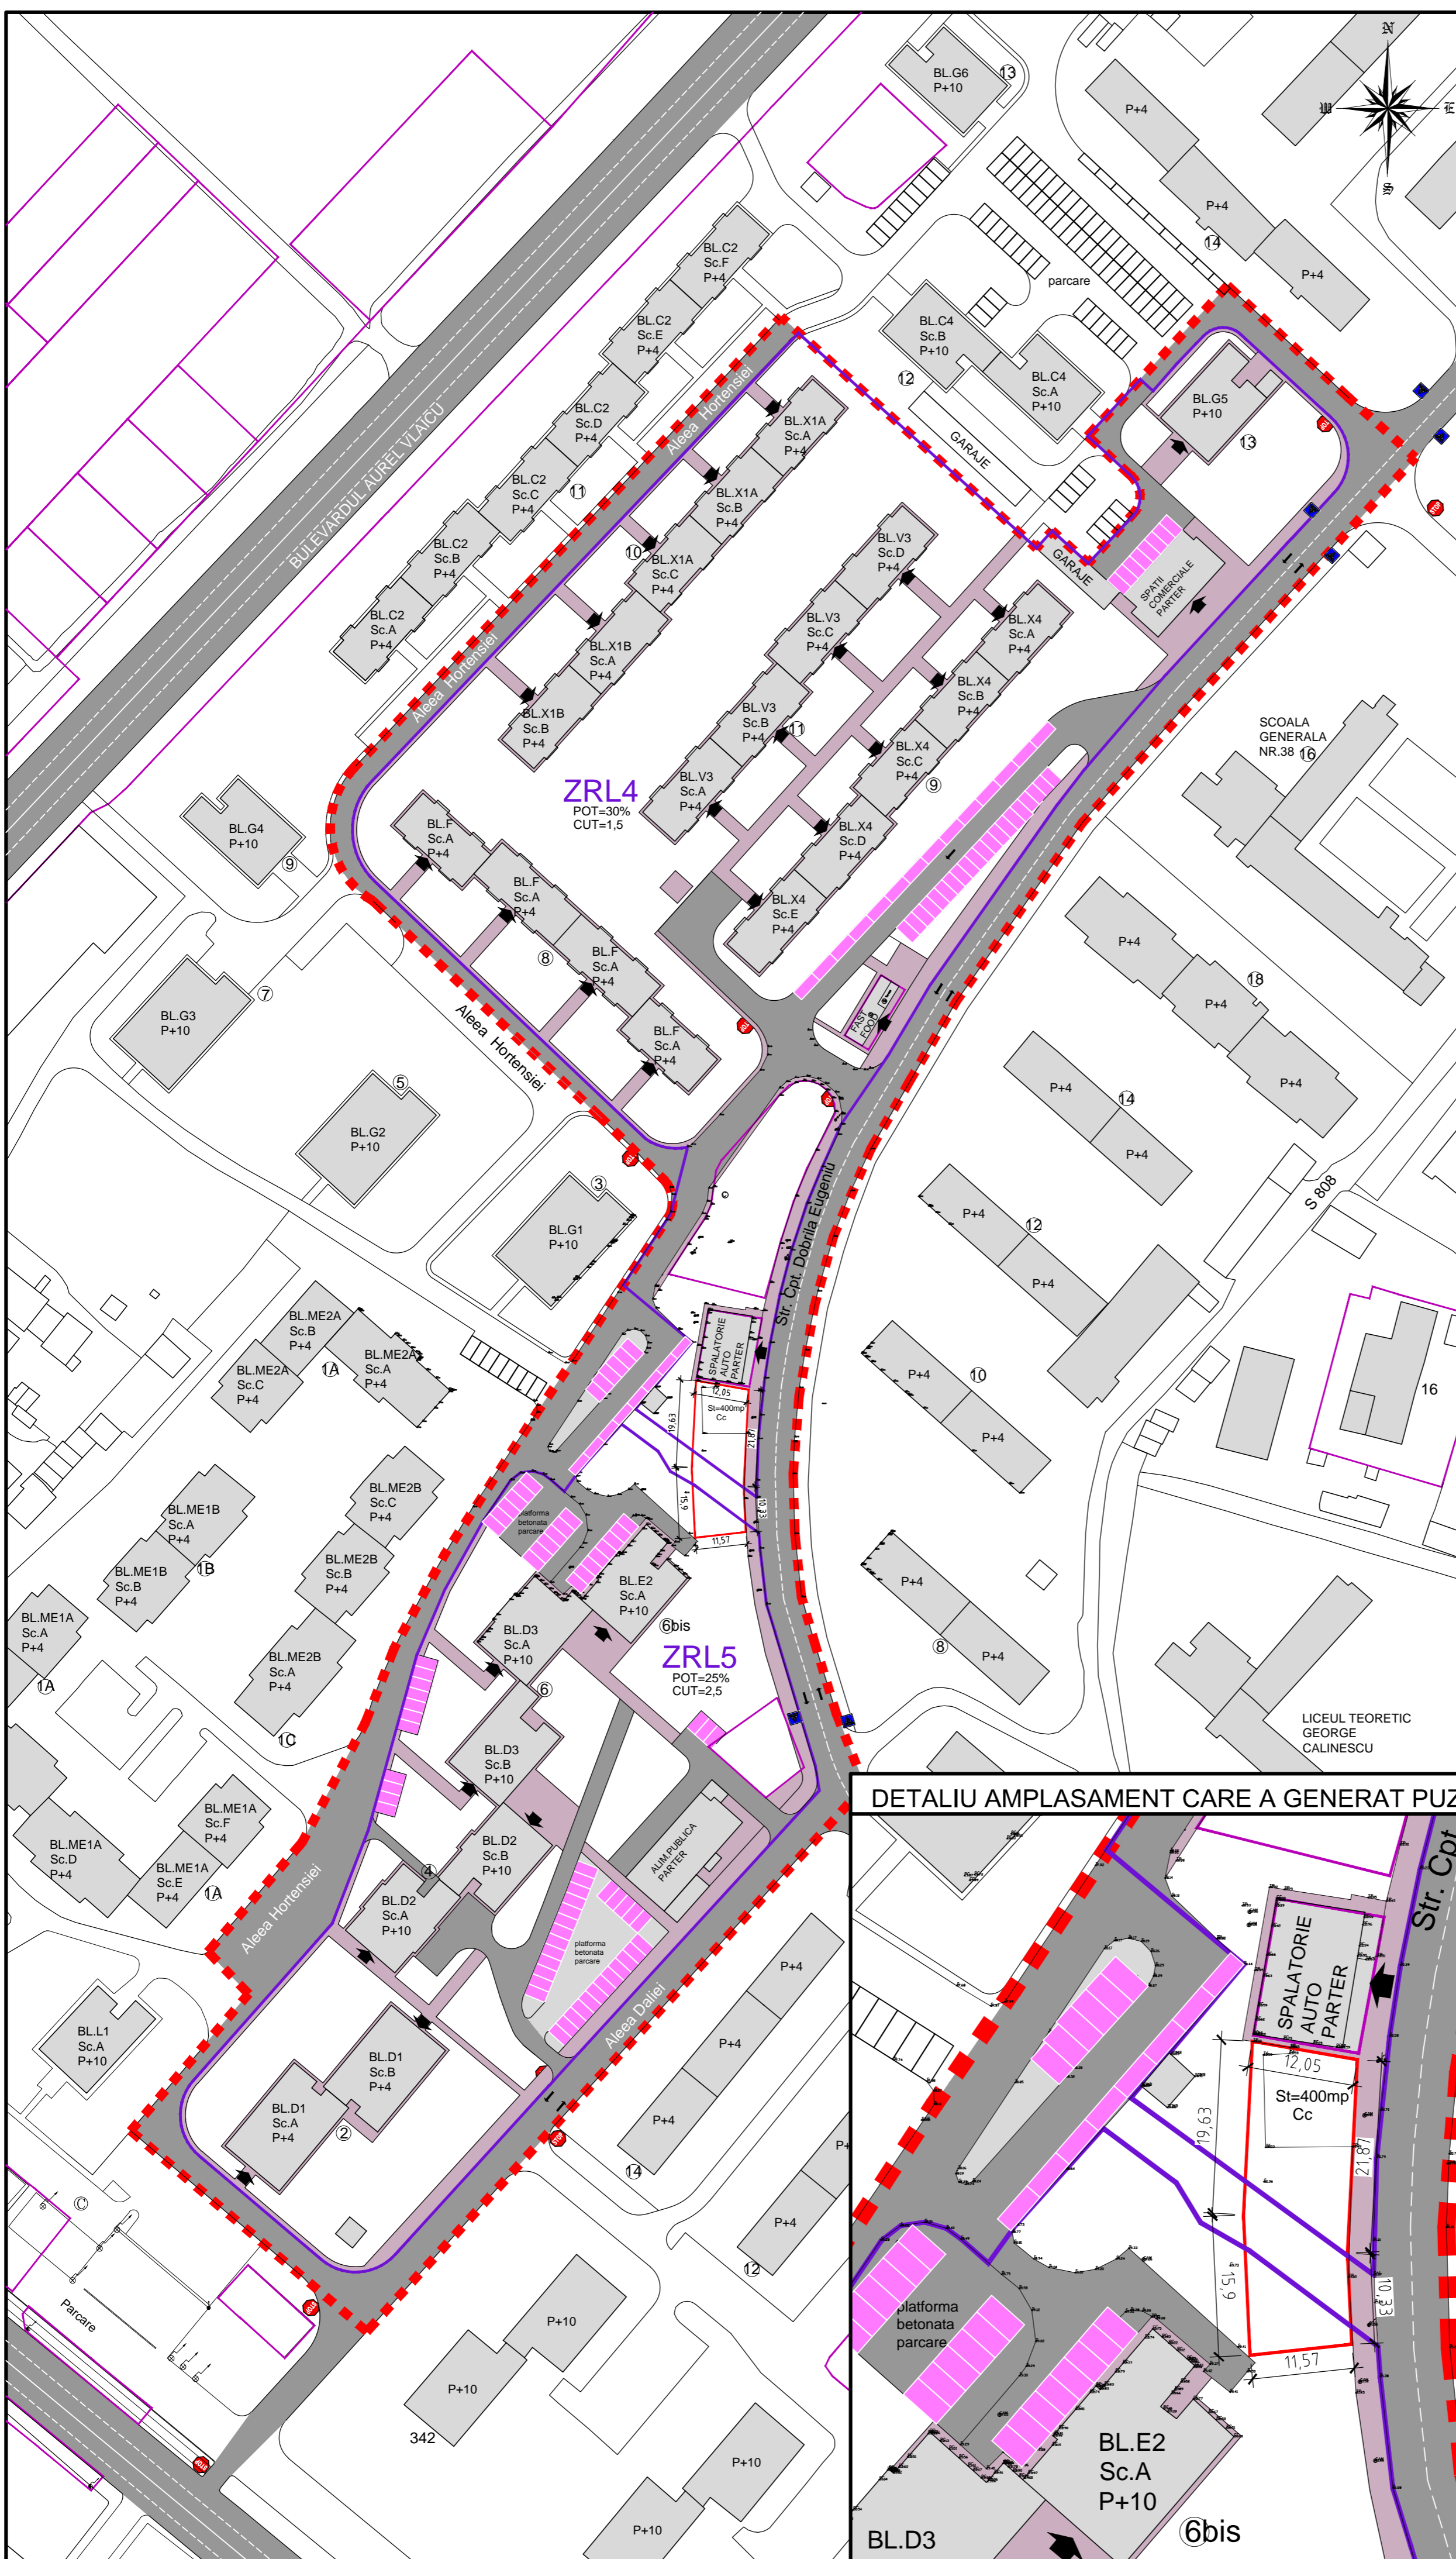 N
W
E
S
BL.G6
P+10
13
P+4
P+4
14
P+4
parcare
BL.C2
Sc.F
P+4
BL.C2
Sc.E
P+4
BL.C2
Sc.D
P+4
BL.C2
Sc.C
P+4
11
BL.C2
Sc.B
P+4
BL.C2
Sc.A
P+4
BULEVARDUL AUREL VLAICU
Aleea Hortensiei
Aleea Hortensiei
BL.C4
Sc.B
P+10
12
BL.C4
Sc.A
P+10
GARAJE
GARAJE
BL.G5
P+10
13
SPATII
COMERCIALE
PARTER
BL.X1A
Sc.A
P+4
BL.X1A
Sc.B
P+4
10
BL.X1A
Sc.C
P+4
BL.X1B
Sc.A
P+4
BL.X1B
Sc.B
P+4
BL.V3
Sc.D
P+4
BL.V3
Sc.C
P+4
BL.V3
Sc.B
P+4
11
BL.V3
Sc.A
P+4
BL.X4
Sc.A
P+4
BL.X4
Sc.B
P+4
BL.X4
Sc.C
P+4
9
BL.X4
Sc.D
P+4
BL.X4
Sc.E
P+4
ZRL4
POT=30%
CUT=1,5
SCOALA
GENERALA
NR.38
16
BL.G4
P+10
9
BL.F
Sc.A
P+4
BL.F
Sc.A
P+4
8
BL.F
Sc.A
P+4
BL.F
Sc.A
P+4
Aleea Hortensiei
BL.G3
P+10
7
BL.G2
P+10
5
BL.G1
P+10
3
FAST
FOOD
P+4
P+4
18
P+4
P+4
14
P+4
P+4
12
P+4
S 808
Str. Cpt. Dobrila Eugeniu
BL.ME2A
Sc.B
P+4
BL.ME2A
Sc.C
P+4
1A
BL.ME2A
Sc.A
P+4
SPALATORIE
AUTO
PARTER
12,05
St=400mp
Cc
19,63
21,87
15,9
10,33
11,57
P+4
10
P+4
16
BL.ME1B
Sc.A
P+4
BL.ME1B
Sc.B
P+4
1B
BL.ME2B
Sc.C
P+4
BL.ME2B
Sc.B
P+4
BL.ME2B
Sc.A
P+4
1C
BL.ME1A
Sc.A
P+4
1A
platforma
betonata
parcare
BL.E2
Sc.A
P+10
6bis
BL.D3
Sc.A
P+10
6
BL.D3
Sc.B
P+10
ZRL5
POT=25%
CUT=2,5
P+4
8
P+4
LICEUL TEORETIC
GEORGE
CALINESCU
BL.ME1A
Sc.D
P+4
BL.ME1A
Sc.F
P+4
BL.ME1A
Sc.E
P+4
1A
Aleea Hortensiei
BL.D2
Sc.B
P+10
4
BL.D2
Sc.A
P+10
ALIM.PUBLICA
PARTER
platforma
betonata
parcare
Aleea Daliei
BL.L1
Sc.A
P+10
BL.D1
Sc.B
P+4
BL.D1
Sc.A
P+4
2
P+4
P+4
P+4
14
P+4
12
C
Parcare
STOP
STOP
STOP
P+10
P+10
342
P+10
P+10
DETALIU AMPLASAMENT CARE A GENERAT PUZ
Str. Cpt
SPALATORIE
AUTO
PARTER
12,05
St=400mp
Cc
19,63
21,87
15,9
10,33
11,57
platforma
betonata
parcare
BL.E2
Sc.A
P+10
6bis
BL.D3